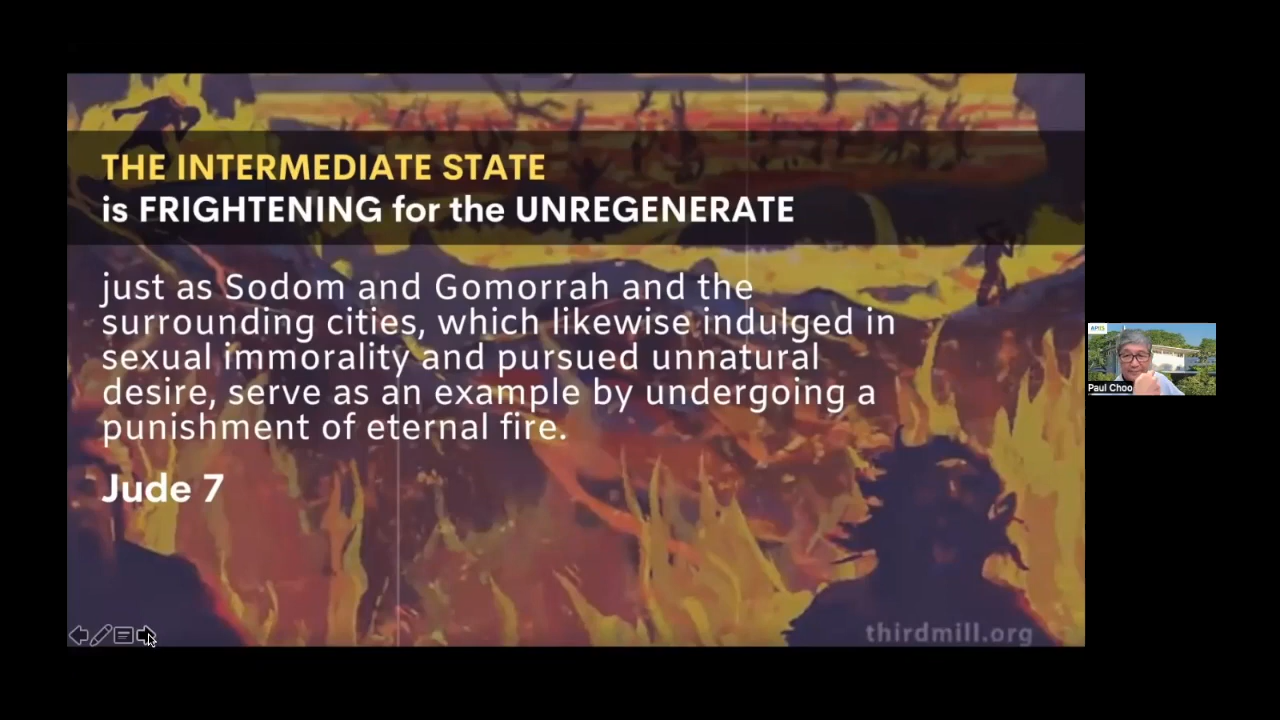 THE INTERMEDIATE STATE
is FRIGHTENING for the UNREGENERATE
just as Sodom and Gomorrah and the
surrounding cities, which likewise indulged in
sexual immorality and pursued unnatural
desire, serve as an example by undergoing a
punishment of eternal fire.
Jude 7
thirdmill.org
Paul Choo